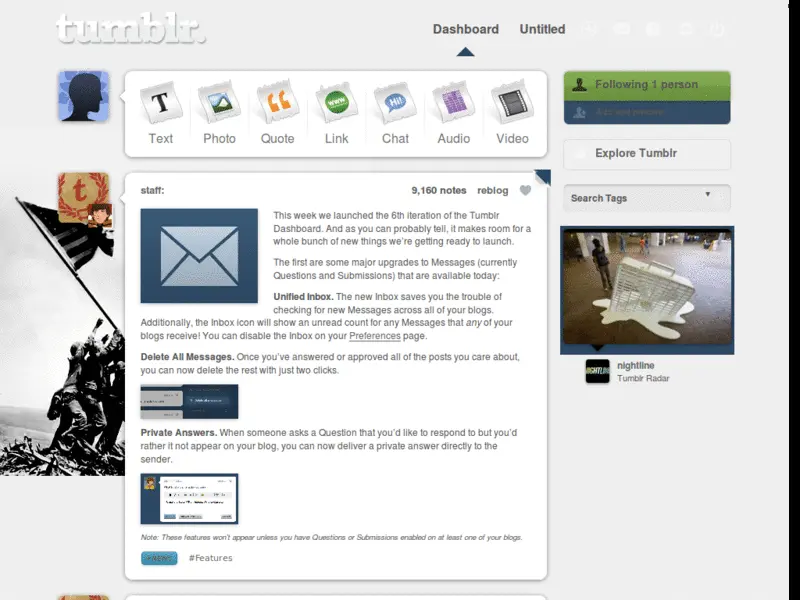 tumblr.
Dashboard Untitled
Text Photo Quote Link Chat Audio Video
Following 1 person
Explore Tumblr
Search Tags
staff: 9,160 notes reblog
This week we launched the 6th iteration of the Tumblr
Dashboard. And as you can probably tell, it makes room for a
whole bunch of new things we're getting ready to launch.
The first are some major upgrades to Messages (currently
Questions and Submissions) that are available today:
Unified Inbox. The new Inbox saves you the trouble of
checking for new Messages across all of your blogs.
Additionally, the Inbox icon will show an unread count for any Messages that any of your
blogs receive! You can disable the Inbox on your Preferences page.
Delete All Messages. Once you've answered or approved all of the posts you care about,
you can now delete the rest with just two clicks.
Private Answers. When someone asks a Question that you'd like to respond to but you'd
rather it not appear on your blog, you can now deliver a private answer directly to the
sender.
Note: These features won't appear unless you have Questions or Submissions enabled on at least one of your blogs.
#Features
nightline
Tumblr Radar